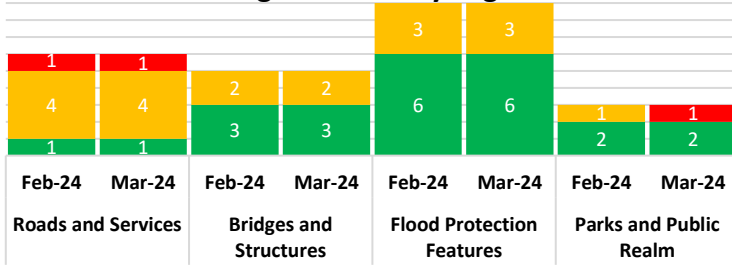 3 3
1 1
4 4 2 2 6 6 1 1
1 1 3 3 2 2
Feb-24 Mar-24 Feb-24 Mar-24 Feb-24 Mar-24 Feb-24 Mar-24
Roads and Services
Bridges and
Structures
Flood Protection
Features
Parks and Public
Realm